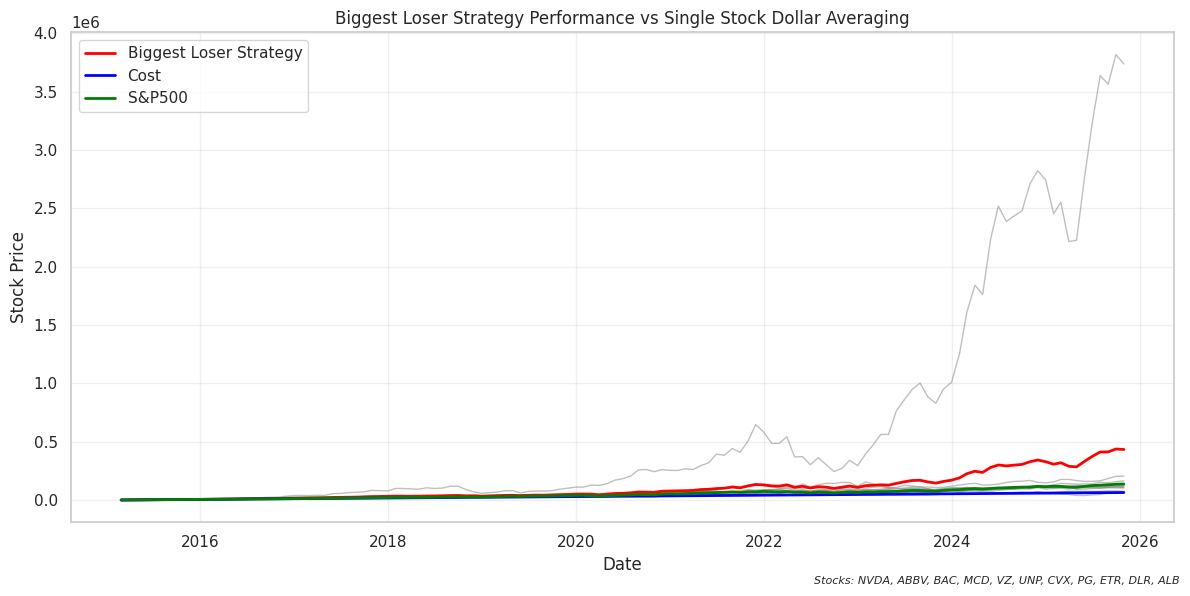 Biggest Loser Strategy Performance vs Single Stock Dollar Averaging
1e6
Biggest Loser Strategy
Cost
S&P500
4.0
3.5
3.0
2.5
2.0
1.5
1.0
0.5
0.0
Stock Price
2016
2018
2020
2022
2024
2026
Date
Stocks: NVDA, ABBV, BAC, MCD, VZ, UNP, CVX, PG, ETR, DLR, ALB